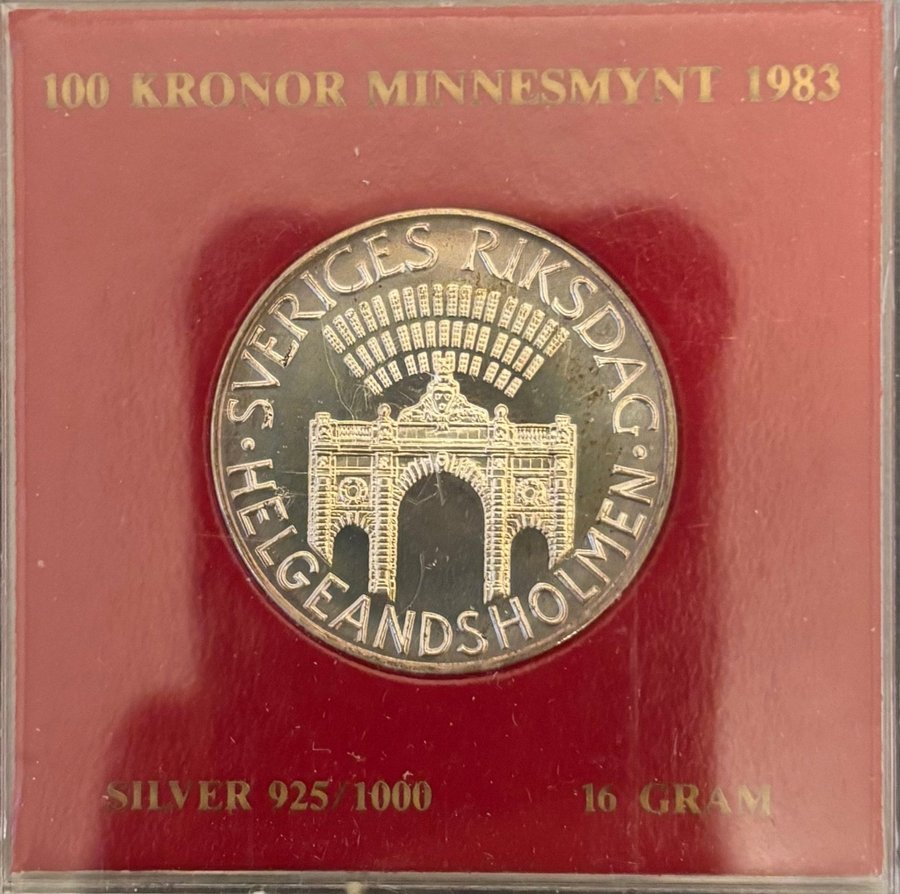 100 KRONOR MINNESMYNT 1983
SVERIGES RIKSDAG
· HELGEANDSHOLMEN ·
SILVER 925/1000 16 GRAM